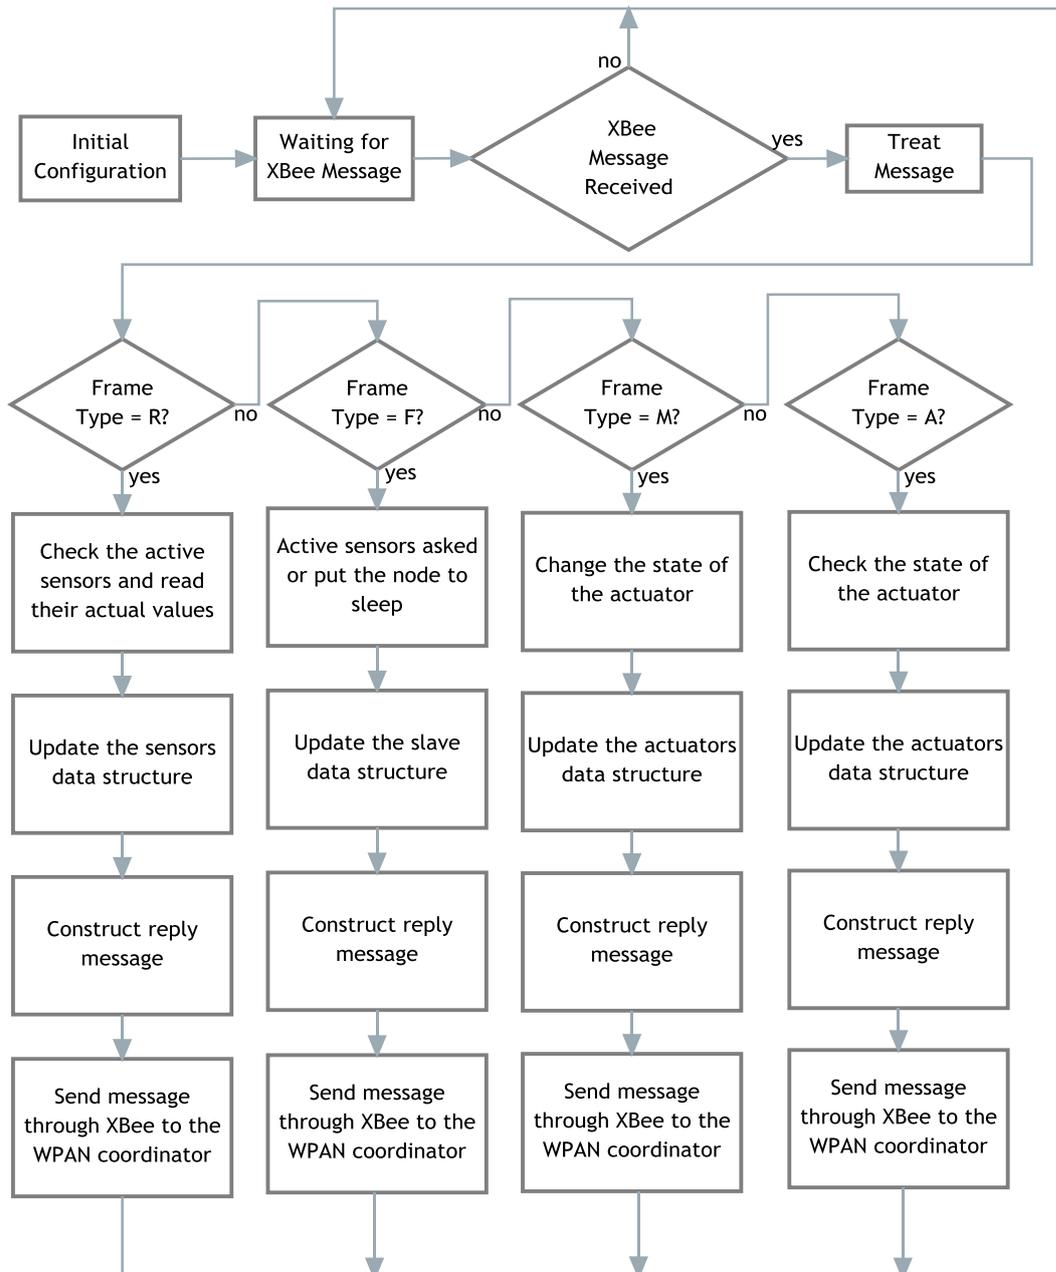 no
Initial
Configuration
Waiting for
XBee Message
XBee
Message
Received
yes
Treat
Message
Frame
Type = R?
no
Frame
Type = F?
no
Frame
Type = M?
no
Frame
Type = A?
yes
yes
yes
yes
Check the active
sensors and read
their actual values
Active sensors asked
or put the node to
sleep
Change the state of
the actuator
Check the state of
the actuator
Update the sensors
data structure
Update the slave
data structure
Update the actuators
data structure
Update the actuators
data structure
Construct reply
message
Construct reply
message
Construct reply
message
Construct reply
message
Send message
through XBee to the
WPAN coordinator
Send message
through XBee to the
WPAN coordinator
Send message
through XBee to the
WPAN coordinator
Send message
through XBee to the
WPAN coordinator